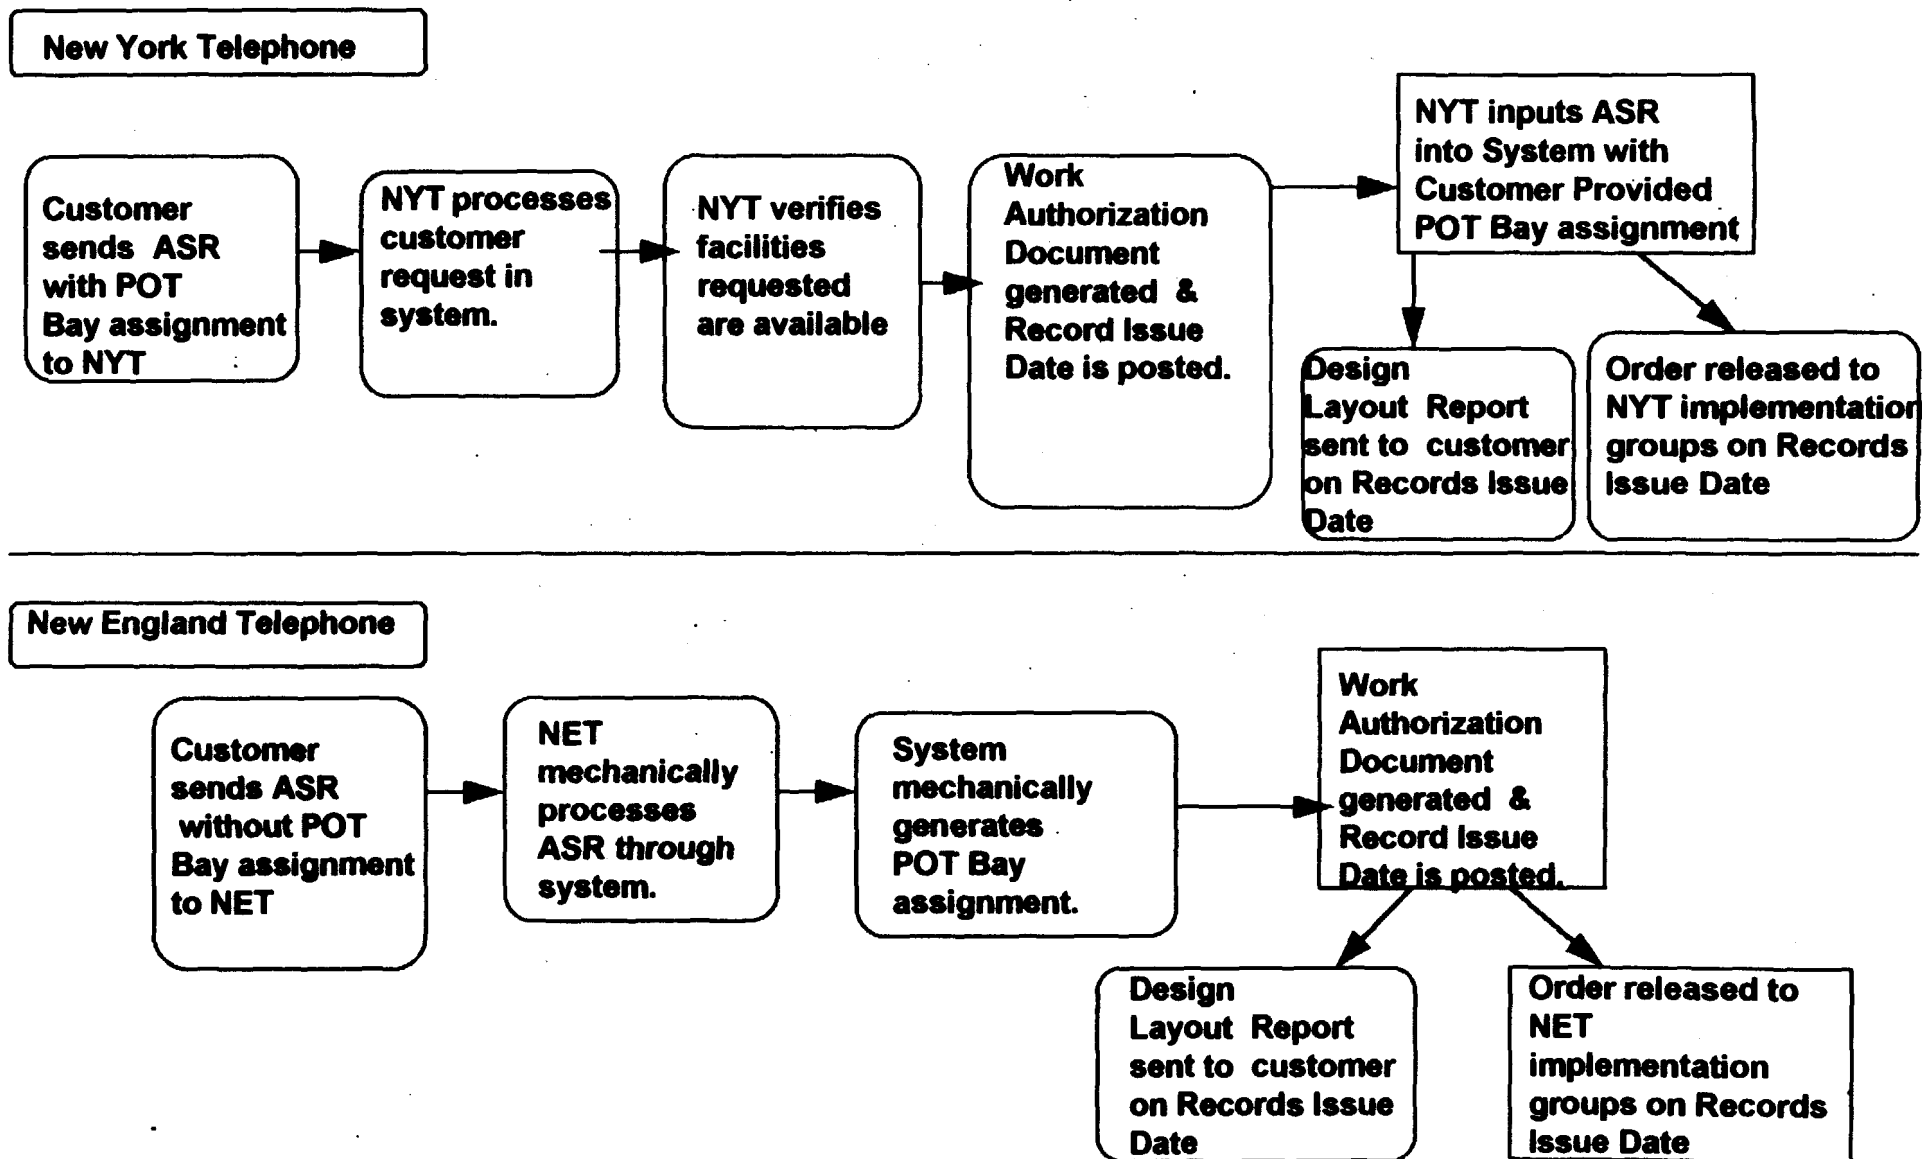 New York Telephone
Customer
sends ASR
with POT
Bay assignment
to NYT
NYT processes
customer
request in
system.
NYT verifies
facilities
requested
are available
Work
Authorization
Document
generated &
Record Issue
Date is posted.
NYT inputs ASR
into System with
Customer Provided
POT Bay assignment
Design
Layout Report
sent to customer
on Records Issue
Date
Order released to
NYT implementation
groups on Records
Issue Date
New England Telephone
Customer
sends ASR
without POT
Bay assignment
to NET
NET
mechanically
processes
ASR through
system.
System
mechanically
generates
POT Bay
assignment.
Work
Authorization
Document
generated &
Record Issue
Date is posted.
Design
Layout Report
sent to customer
on Records Issue
Date
Order released to
NET
implementation
groups on Records
Issue Date